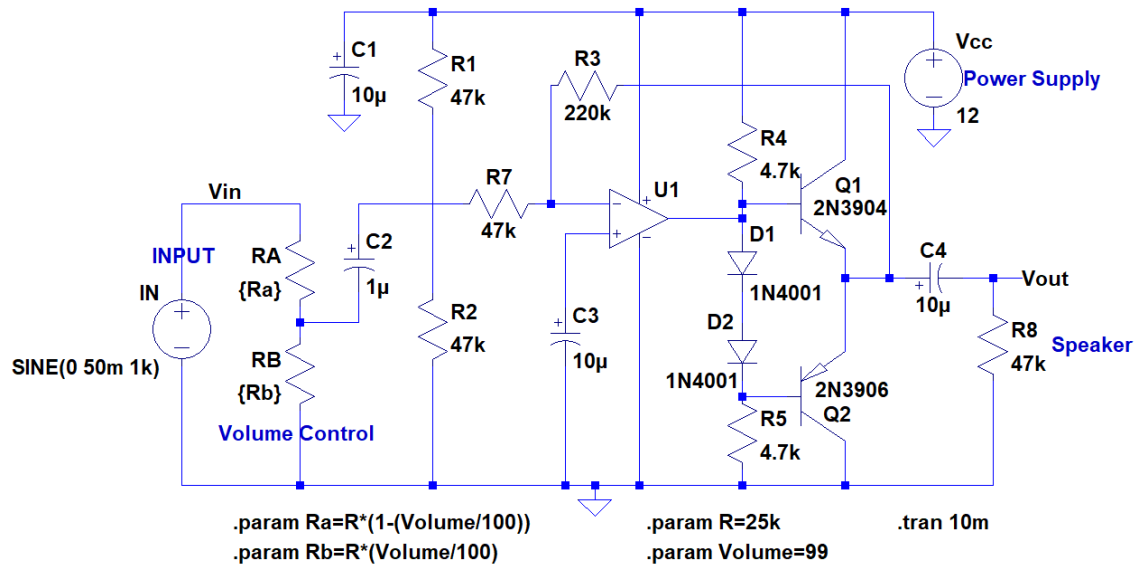 C1
10µ
R1
47k
R3
220k
Vcc
Power Supply
12
R4
4.7k
Q1
2N3904
R7
47k
U1
Vin
INPUT
IN
SINE(0 50m 1k)
RA
{Ra}
C2
1µ
RB
{Rb}
Volume Control
R2
47k
C3
10µ
D1
1N4001
D2
1N4001
C4
10µ
Vout
R8
47k
Speaker
2N3906
Q2
R5
4.7k
.param Ra=R*(1-(Volume/100))
.param R=25k
.tran 10m
.param Rb=R*(Volume/100)
.param Volume=99